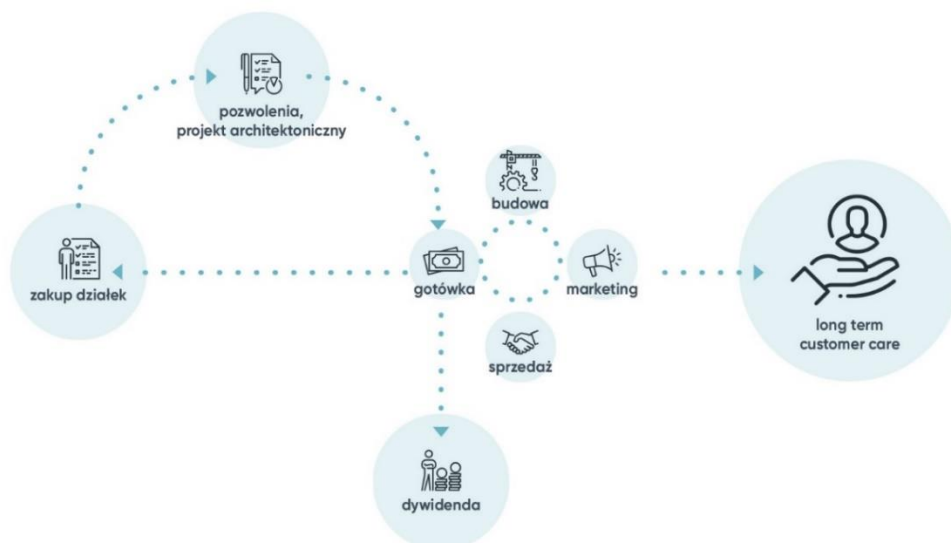 pozwolenia,
projekt architektoniczny
budowa
zakup działek
gotówka
marketing
long term
customer care
sprzedaż
dywidenda